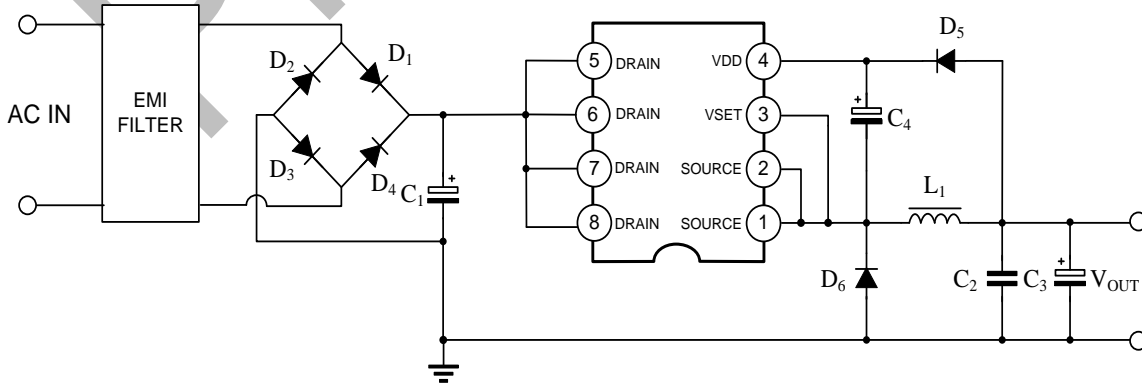 AC IN
EMI
FILTER
D2
D1
D3
D4
C1
+
5
DRAIN
6
DRAIN
7
DRAIN
8
DRAIN
VDD
4
VSET
3
SOURCE
2
SOURCE
1
D5
+
C4
L1
D6
C2
C3
+
VOUT